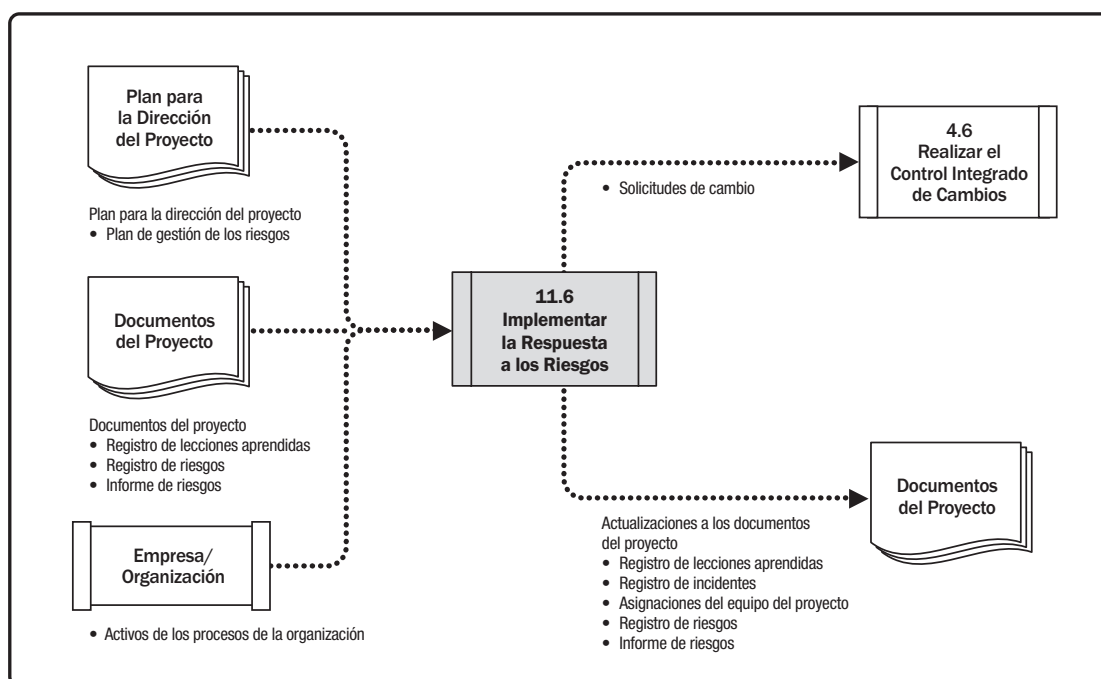 Plan para
la Dirección
del Proyecto
Plan para la dirección del proyecto
• Plan de gestión de los riesgos
Documentos
del Proyecto
Documentos del proyecto
• Registro de lecciones aprendidas
• Registro de riesgos
• Informe de riesgos
Empresa/
Organización
• Activos de los procesos de la organización
11.6
Implementar
la Respuesta
a los Riesgos
• Solicitudes de cambio
4.6
Realizar el
Control Integrado
de Cambios
Actualizaciones a los documentos
del proyecto
• Registro de lecciones aprendidas
• Registro de incidentes
• Asignaciones del equipo del proyecto
• Registro de riesgos
• Informe de riesgos
Documentos
del Proyecto